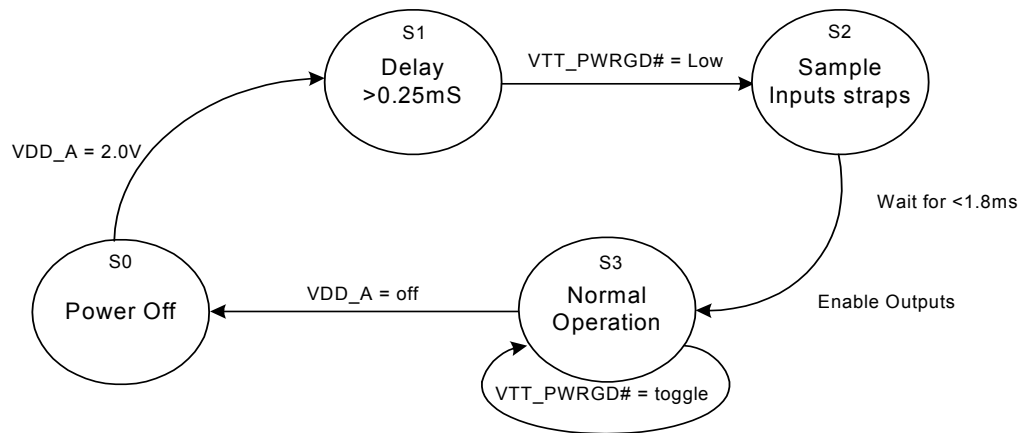 S1
Delay
>0.25mS
VTT_PWRGD# = Low
S2
Sample
Inputs straps
VDD_A = 2.0V
Wait for <1.8ms
S0
Power Off
VDD_A = off
S3
Normal
Operation
Enable Outputs
VTT_PWRGD# = toggle